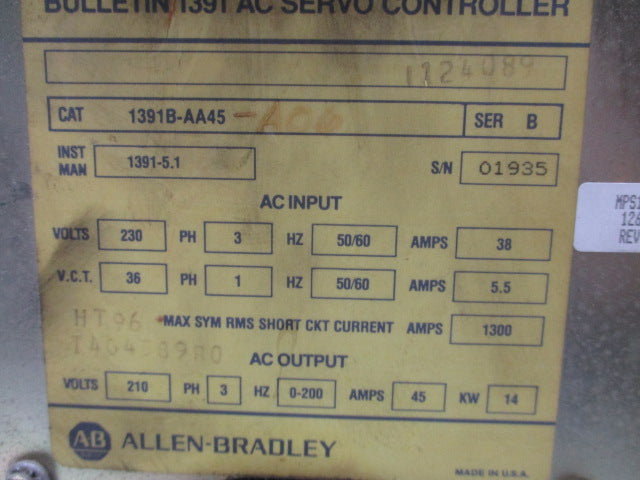 BULLETIN 1391 AC SERVO CONTROLLER
1124089
CAT 1391B-AA45 -A06 SER B
INST MAN 1391-5.1 S/N 01935
AC INPUT
VOLTS 230 PH 3 HZ 50/60 AMPS 38
V.C.T. 36 PH 1 HZ 50/60 AMPS 5.5
HT96 MAX SYM RMS SHORT CKT CURRENT AMPS 1300
AC OUTPUT
VOLTS 210 PH 3 HZ 0-200 AMPS 45 KW 14
AB ALLEN-BRADLEY
MADE IN U.S.A.
REV